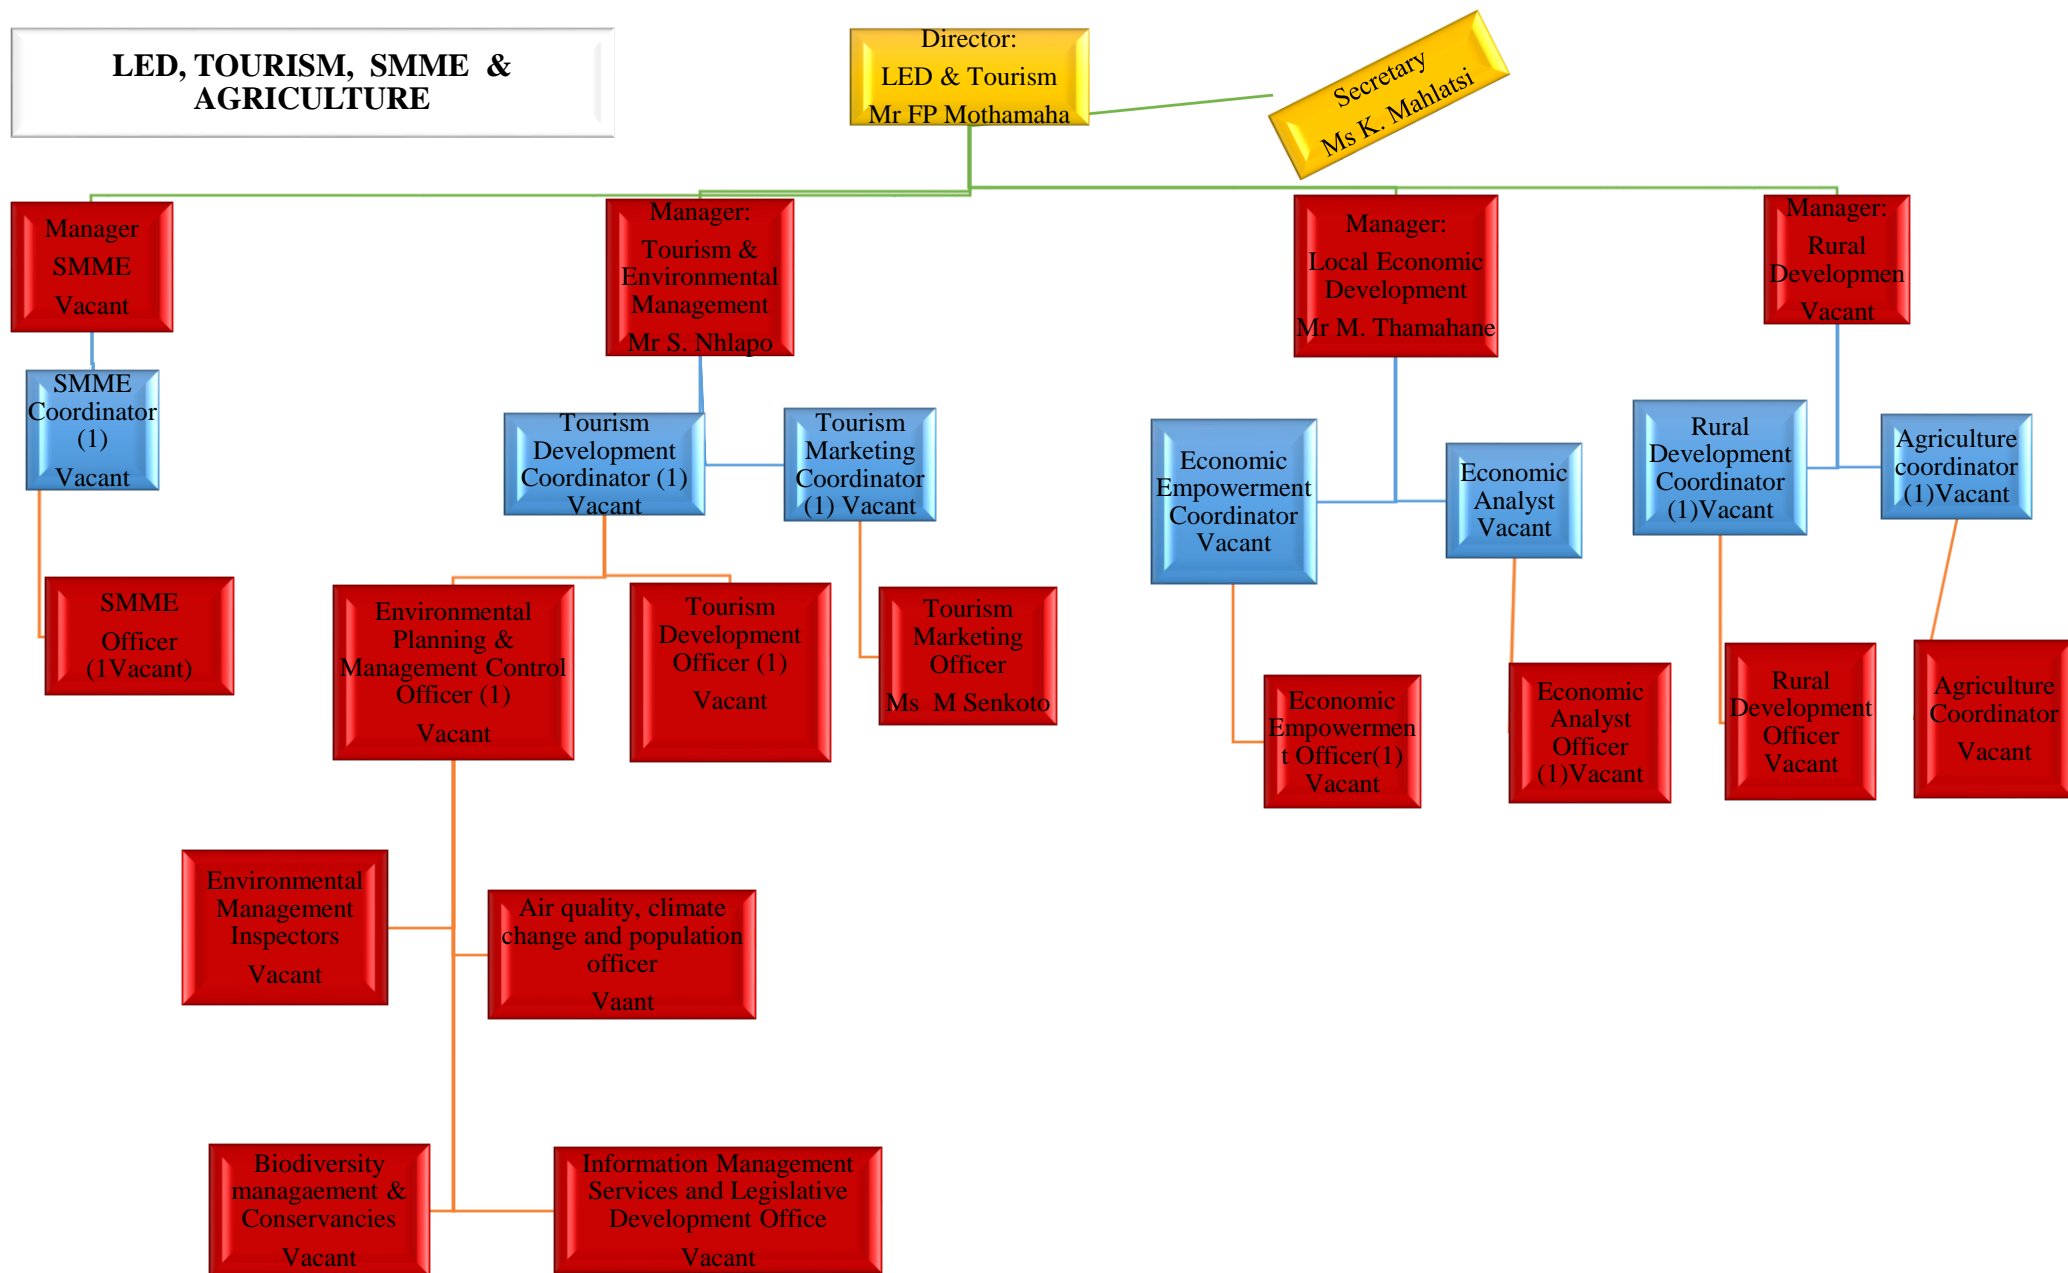 LED, TOURISM, SMME &
AGRICULTURE
Director:
LED & Tourism
Mr FP Mothamaha
Secretary
Ms K. Mahlatsi
Manager
SMME
Vacant
Manager:
Tourism &
Environmental
Management
Mr S. Nhlapo
Manager:
Local Economic
Development
Mr M. Thamahane
Manager:
Rural
Developmen
Vacant
SMME
Coordinator
(1)
Vacant
Tourism
Development
Coordinator (1)
Vacant
Tourism
Marketing
Coordinator
(1) Vacant
Economic
Empowerment
Coordinator
Vacant
Economic
Analyst
Vacant
Rural
Development
Coordinator
(1)Vacant
Agriculture
coordinator
(1)Vacant
SMME
Officer
(1Vacant)
Environmental
Planning &
Management Control
Officer (1)
Vacant
Tourism
Development
Officer (1)
Vacant
Tourism
Marketing
Officer
Ms M Senkoto
Economic
Empowermen
t Officer(1)
Vacant
Economic
Analyst
Officer
(1)Vacant
Rural
Development
Officer
Vacant
Agriculture
Coordinator
Vacant
Environmental
Management
Inspectors
Vacant
Air quality, climate
change and population
officer
Vaant
Biodiversity
managaement &
Conservancies
Vacant
Information Management
Services and Legislative
Development Office
Vacant